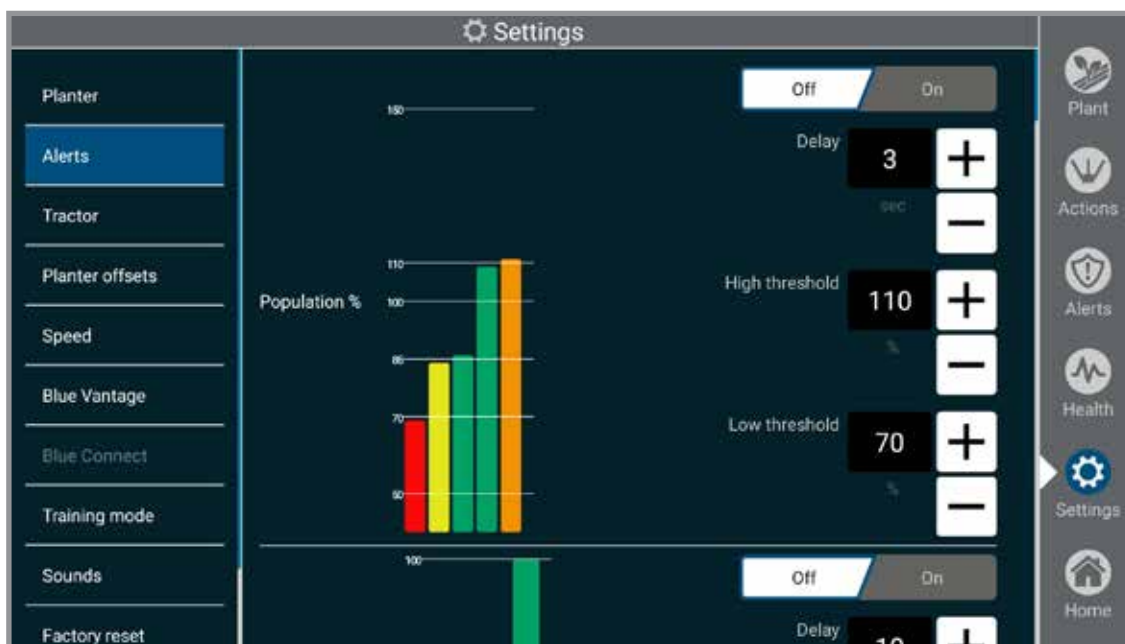 Settings
Planter
Alerts
Tractor
Planter offsets
Speed
Blue Vantage
Blue Connect
Training mode
Sounds
Factory reset
150
110
Population % 100
85
70
50
Off On
Delay 3
sec
High threshold 110
%
Low threshold 70
%
100
Off On
Delay 10
Plant
Actions
Alerts
Health
Settings
Home